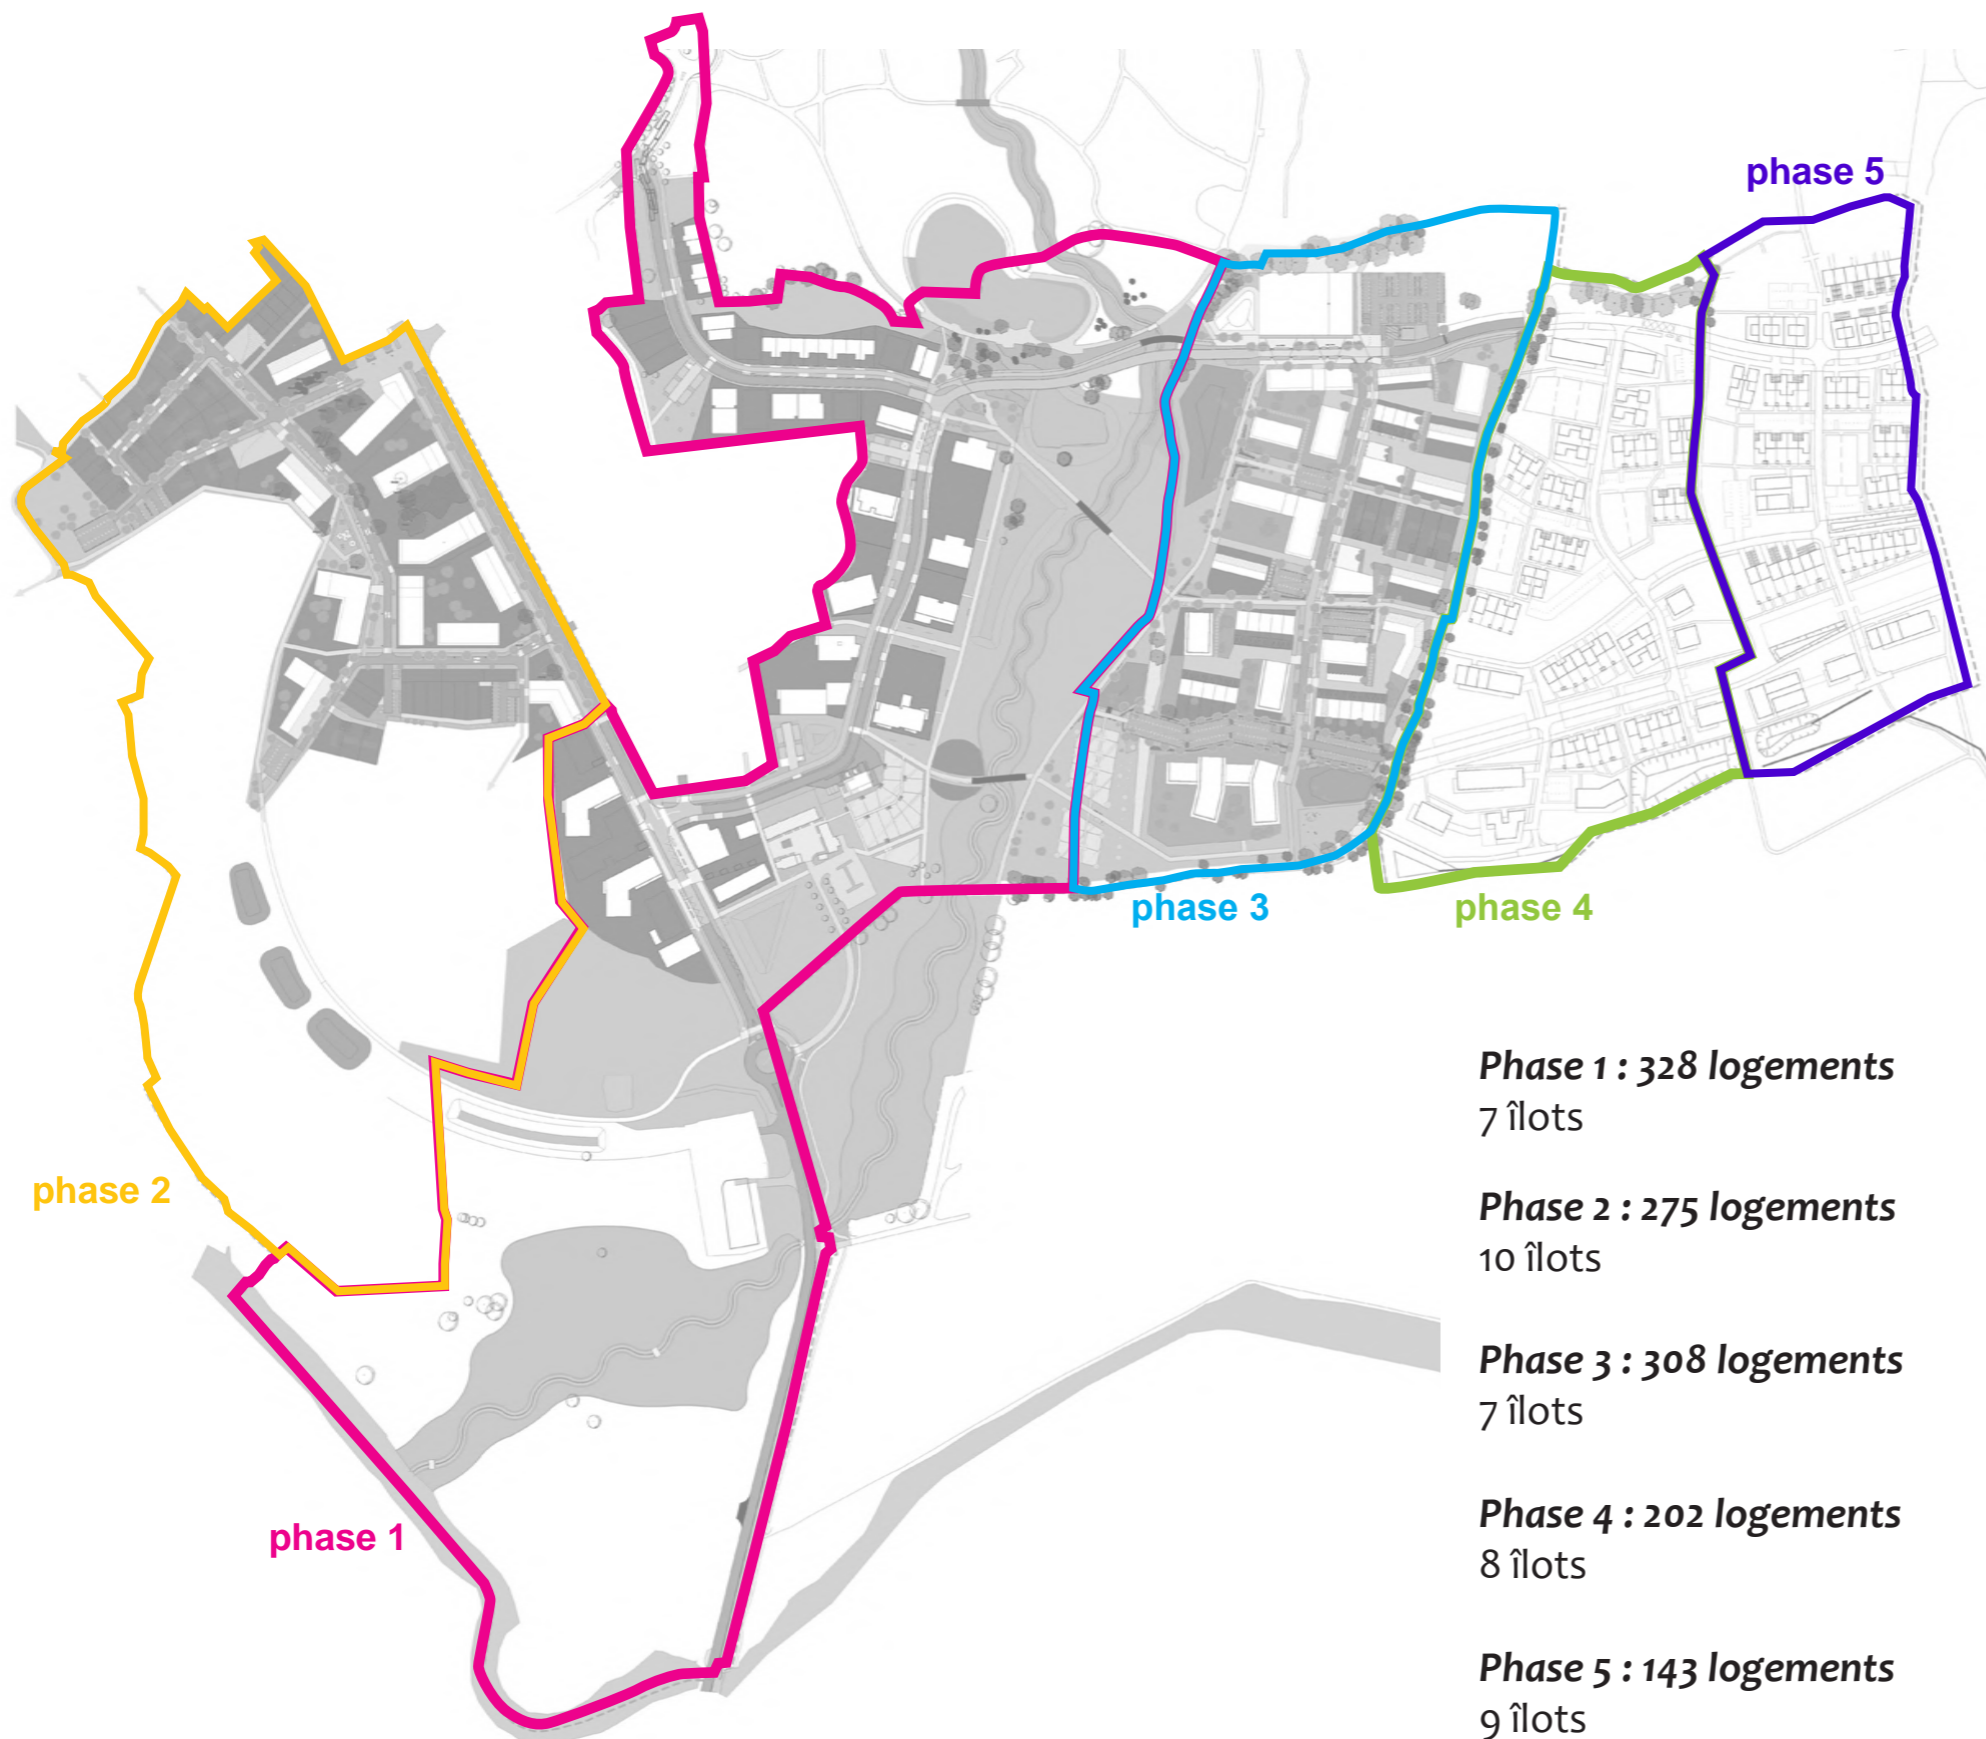 phase 5
phase 3
phase 4
phase 2
phase 1
Phase 1 : 328 logements
7 îlots
Phase 2 : 275 logements
10 îlots
Phase 3 : 308 logements
7 îlots
Phase 4 : 202 logements
8 îlots
Phase 5 : 143 logements
9 îlots